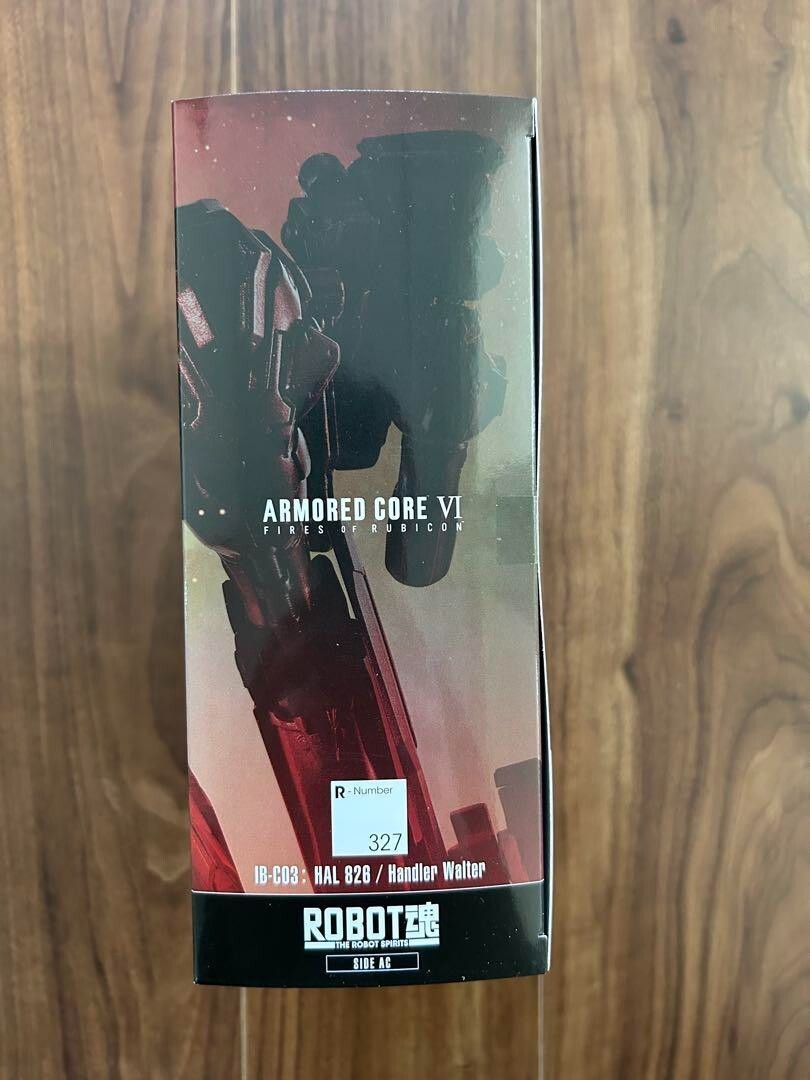 ARMORED CORE VI
FIRES OF RUBICON
R - Number
327
IB-C03: HAL 826 / Handler Walter
ROBOT魂
THE ROBOT SPIRITS
SIDE AC